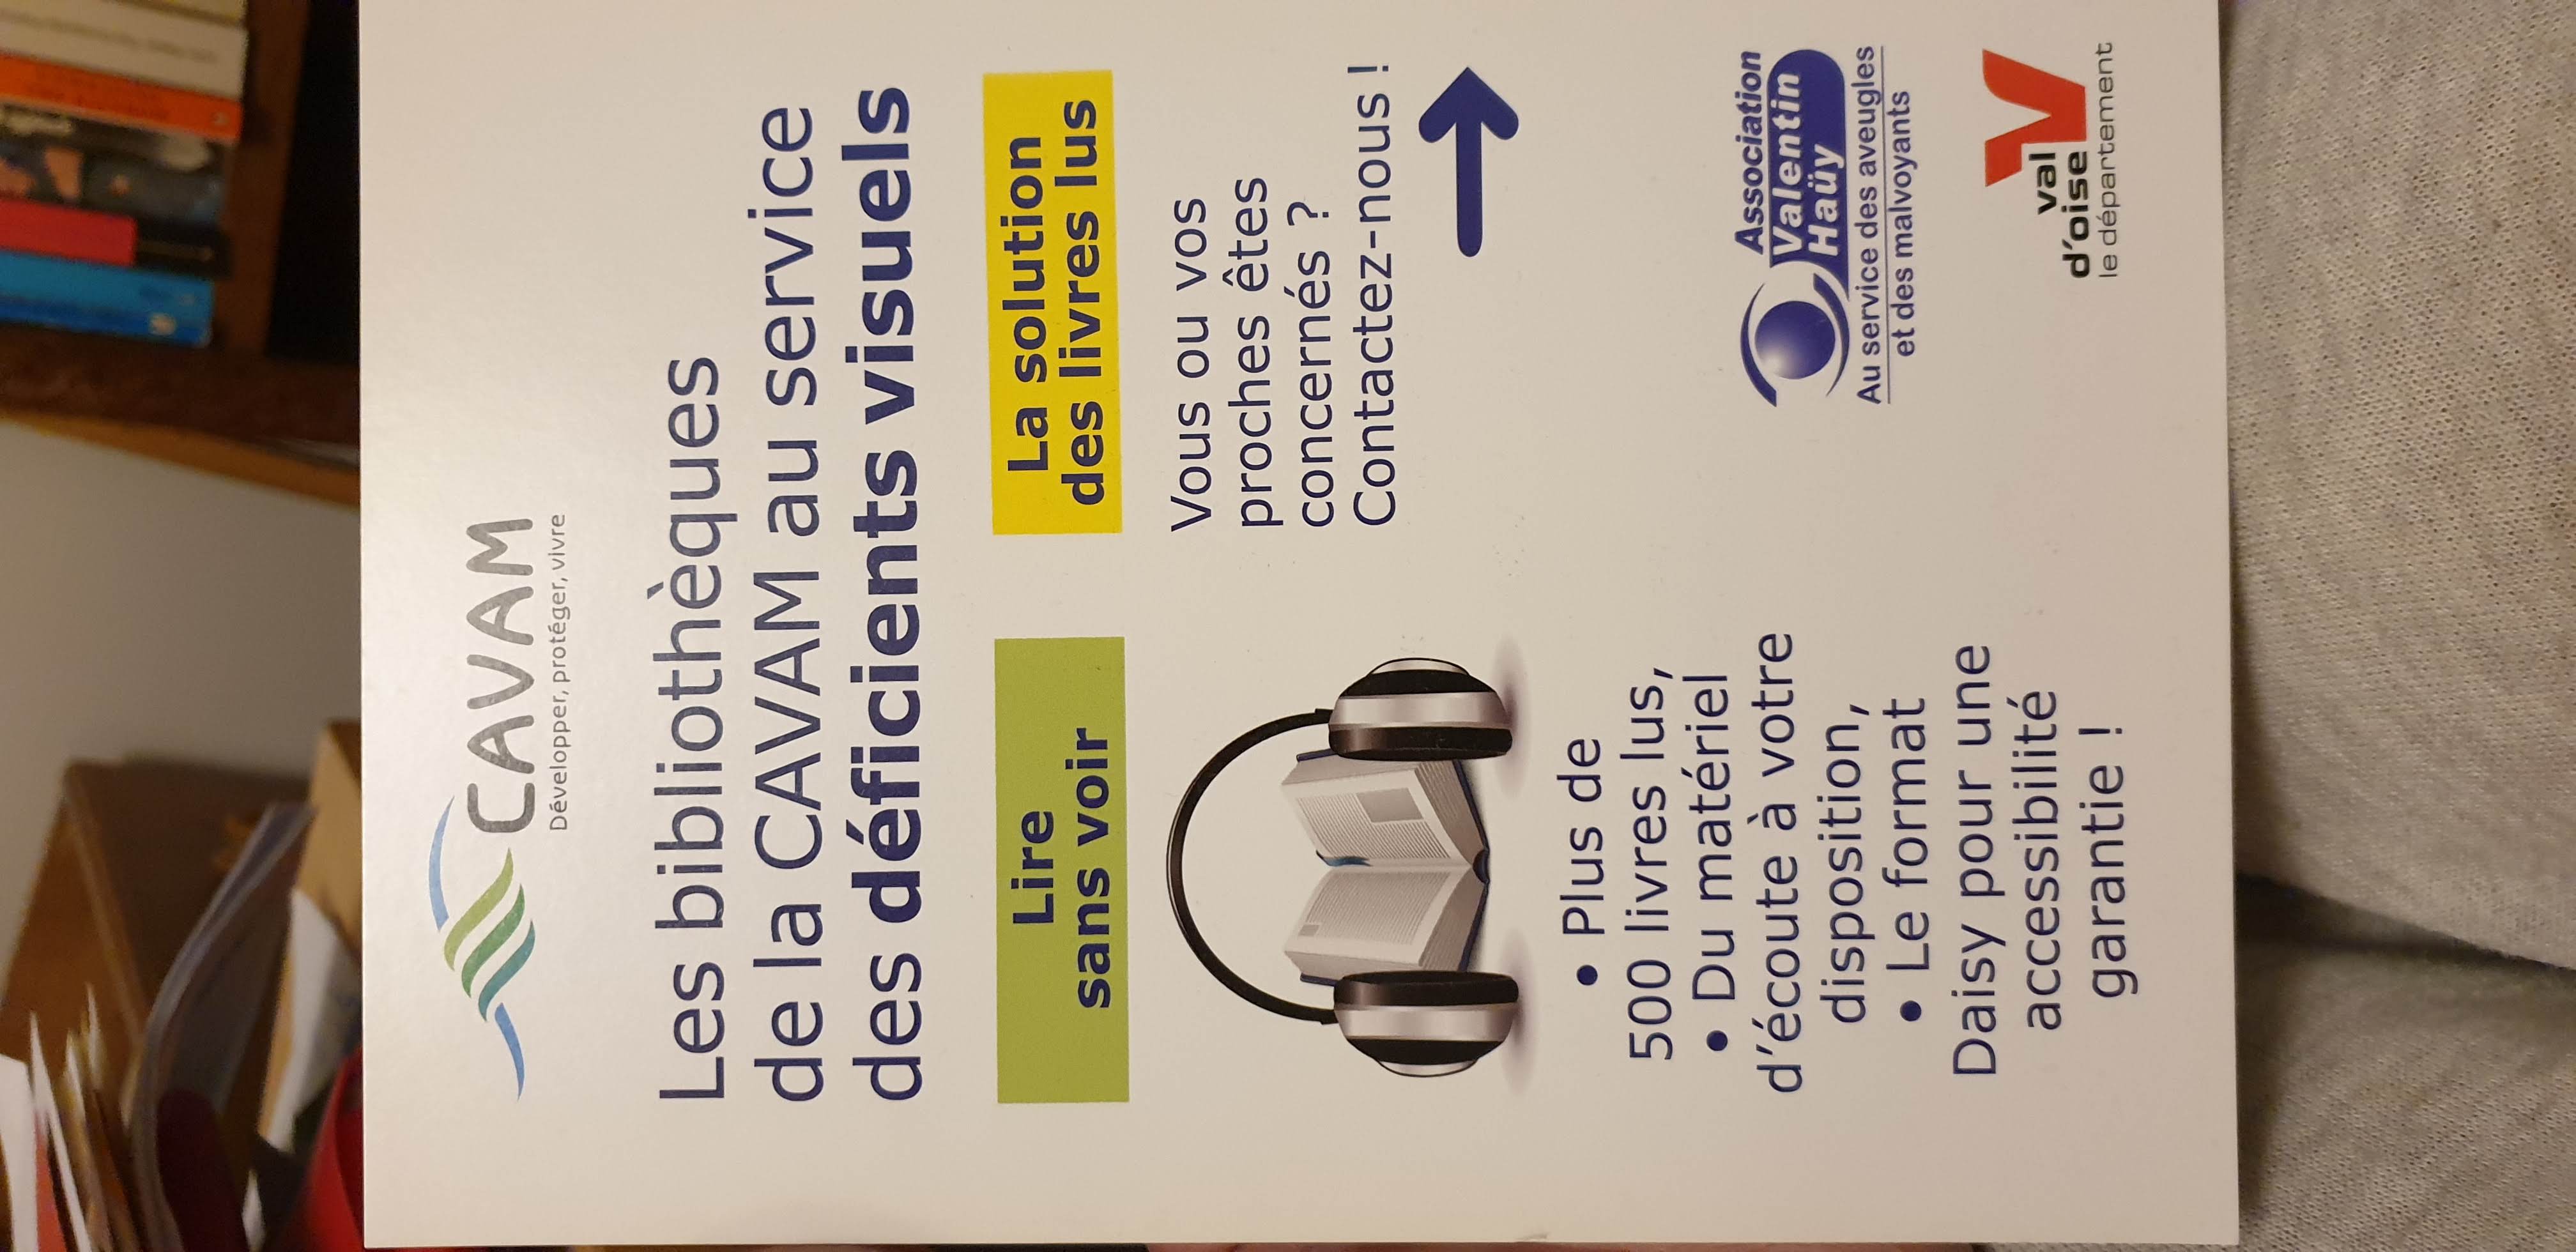 CAVAM
Développer, protéger, vivre
Les bibliothèques
de la CAVAM au service
des déficients visuels
Lire
sans voir
• Plus de
500 livres lus,
• Du matériel
d'écoute à votre
disposition,
• Le format
Daisy pour une
accessibilité
garantie !
La solution
des livres lus
Vous ou vos
proches êtes
concernés ?
Contactez-nous !
Association
Valentin
Haüy
Au service des aveugles
et des malvoyants
val
d'oise
le département